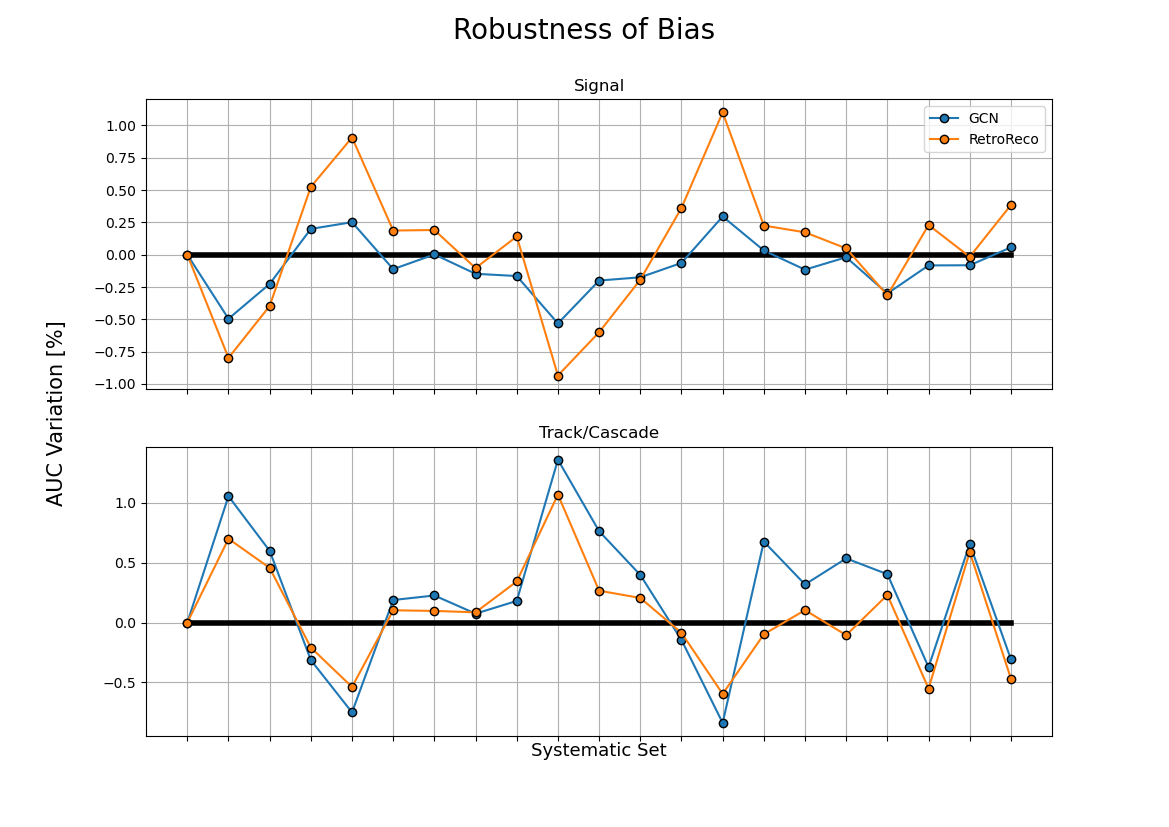 Robustness of Bias
Signal
1.00
0.75
0.50
0.25
0.00
−0.25
−0.50
−0.75
−1.00
GCN
RetroReco
AUC Variation [%]
Track/Cascade
1.0
0.5
0.0
−0.5
Systematic Set